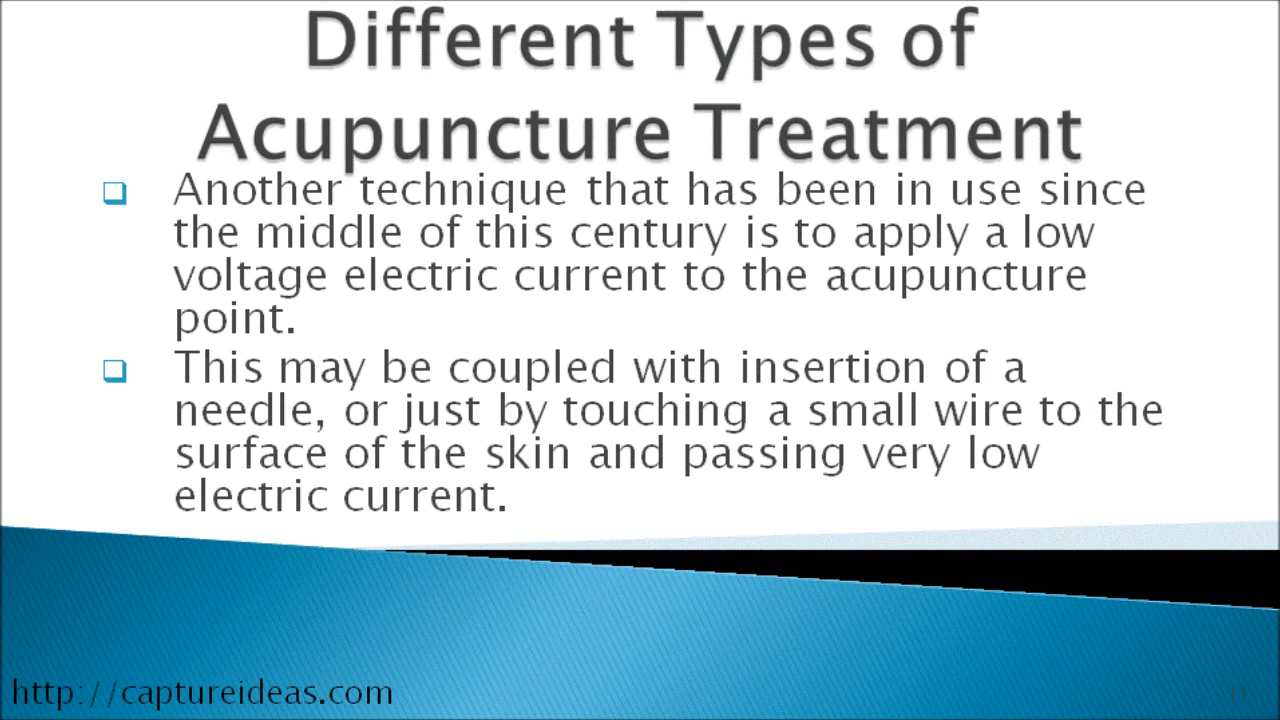 Different Types of
Acupuncture Treatment
Another technique that has been in use since
the middle of this century is to apply a low
voltage electric current to the acupuncture
point.
This may be coupled with insertion of a
needle, or just by touching a small wire to the
surface of the skin and passing very low
electric current.
http://captureideas.com